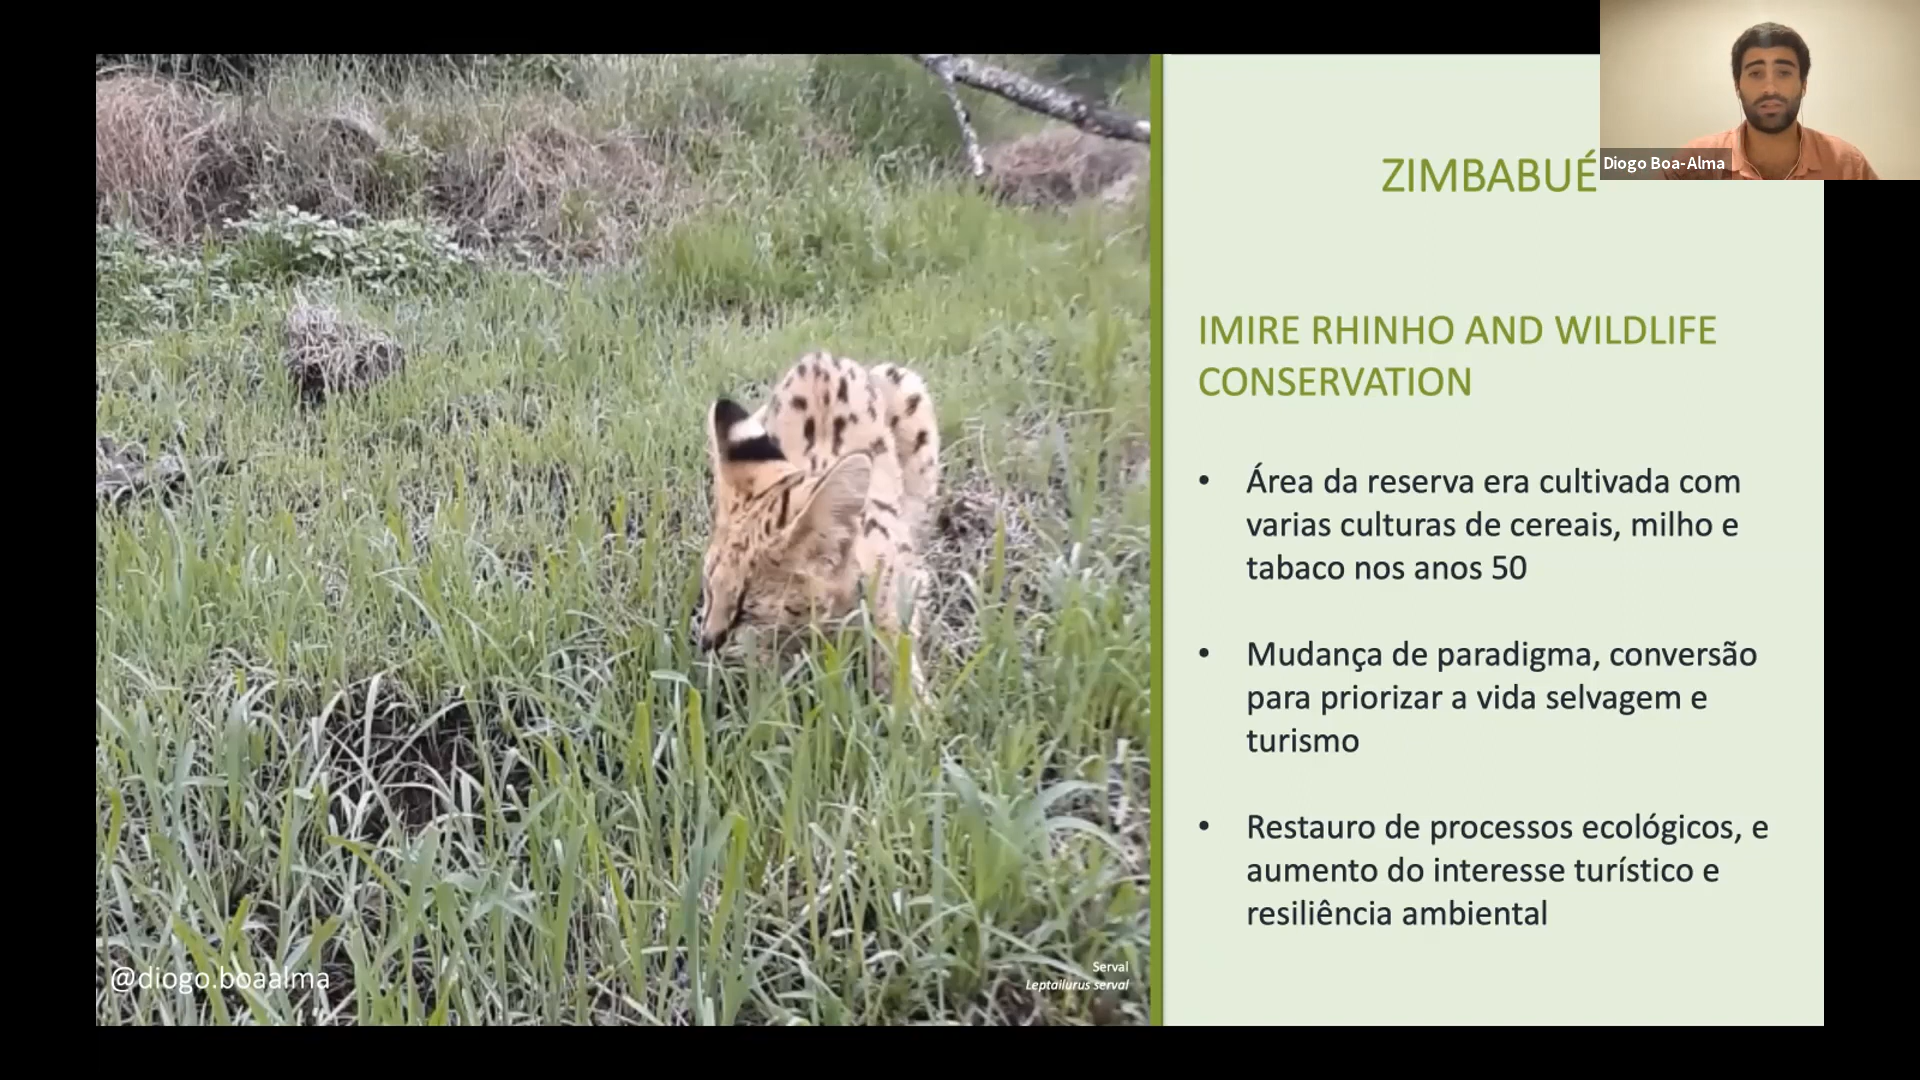 ZIMBABUÉ
Diogo Boa-Alma
IMIRE RHINHO AND WILDLIFE
CONSERVATION
• Área da reserva era cultivada com
varias culturas de cereais, milho e
tabaco nos anos 50
• Mudança de paradigma, conversão
para priorizar a vida selvagem e
turismo
• Restauro de processos ecológicos, e
aumento do interesse turístico e
resiliência ambiental
@diogo.boaalma
Serval
Leptailurus serval